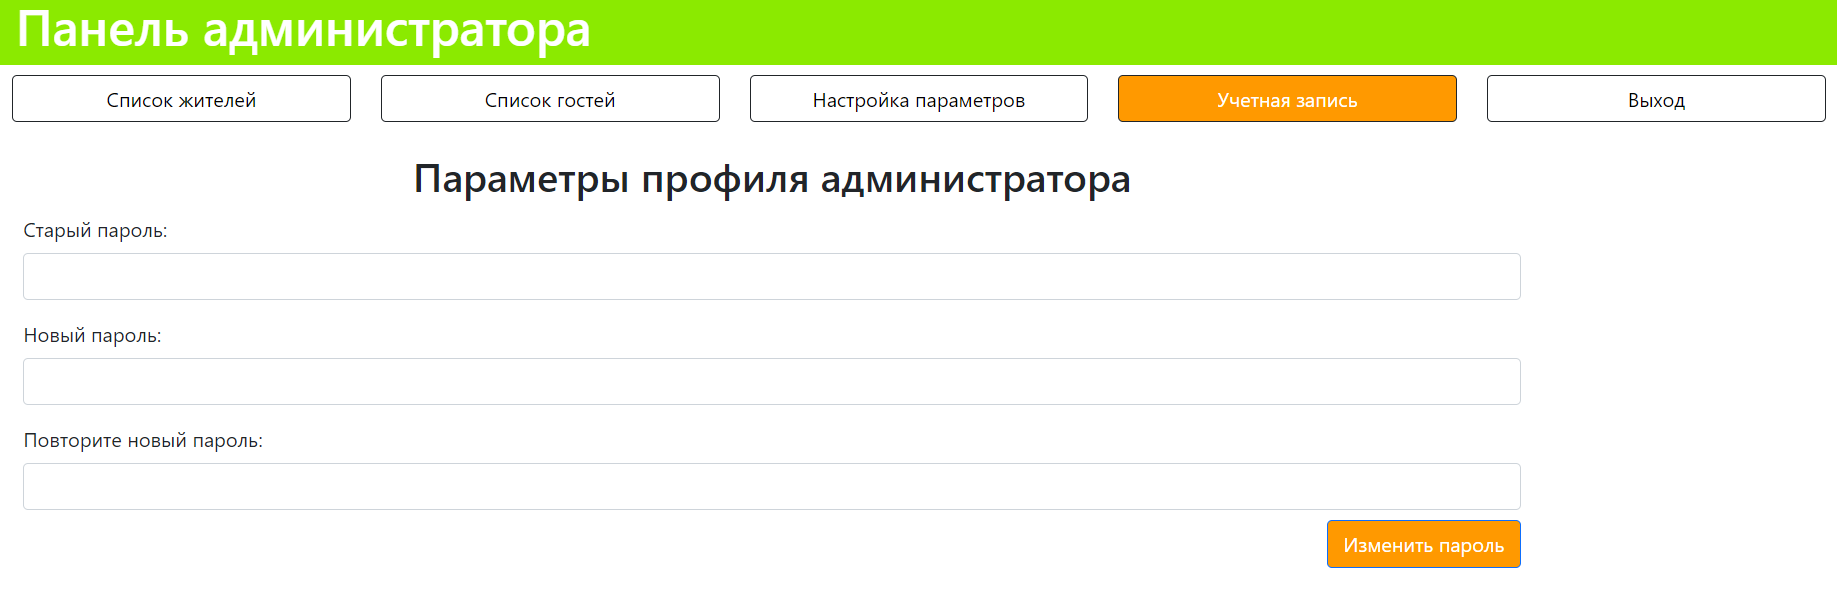 Панель администратора
Список жителей
Список гостей
Настройка параметров
Учетная запись
Выход
Параметры профиля администратора
Старый пароль:
Новый пароль:
Повторите новый пароль:
Изменить пароль